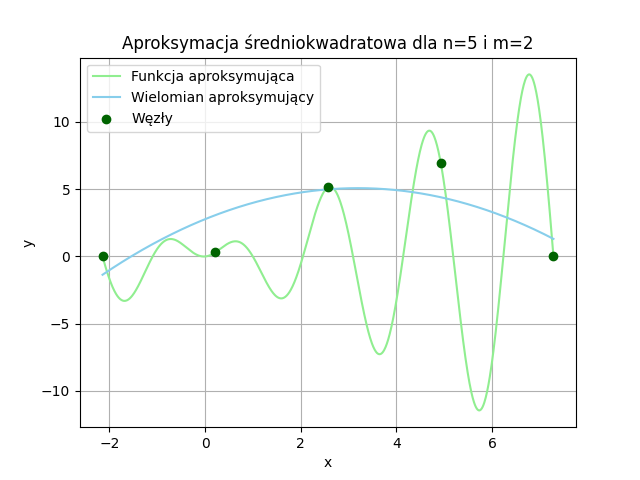 Aproksymacja średniokwadratowa dla n=5 i m=2
Funkcja aproksymująca
Wielomian aproksymujący
Węzły
y
10
5
0
−5
−10
−2
0
2
4
6
x